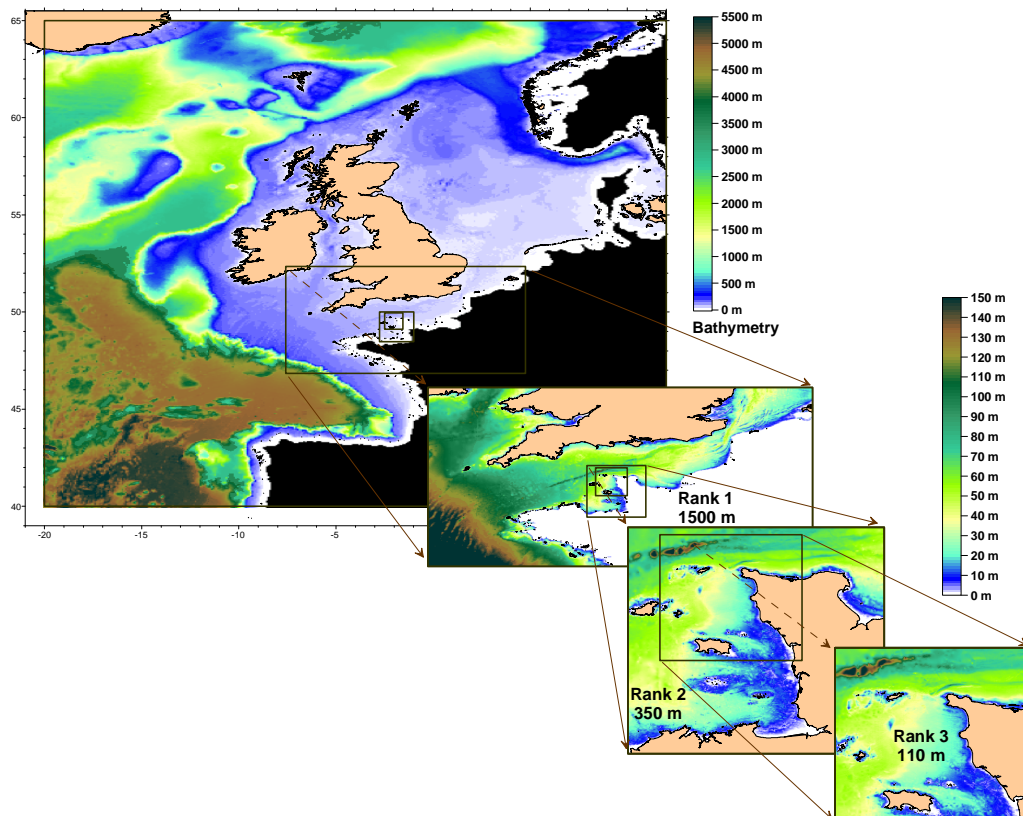 65
60
55
50
45
40
-20
-15
-10
-5
5500 m
5000 m
4500 m
4000 m
3500 m
3000 m
2500 m
2000 m
1500 m
1000 m
500 m
0 m
Bathymetry
150 m
140 m
130 m
120 m
110 m
100 m
90 m
80 m
70 m
60 m
50 m
40 m
30 m
20 m
10 m
0 m
Rank 1
1500 m
Rank 2
350 m
Rank 3
110 m